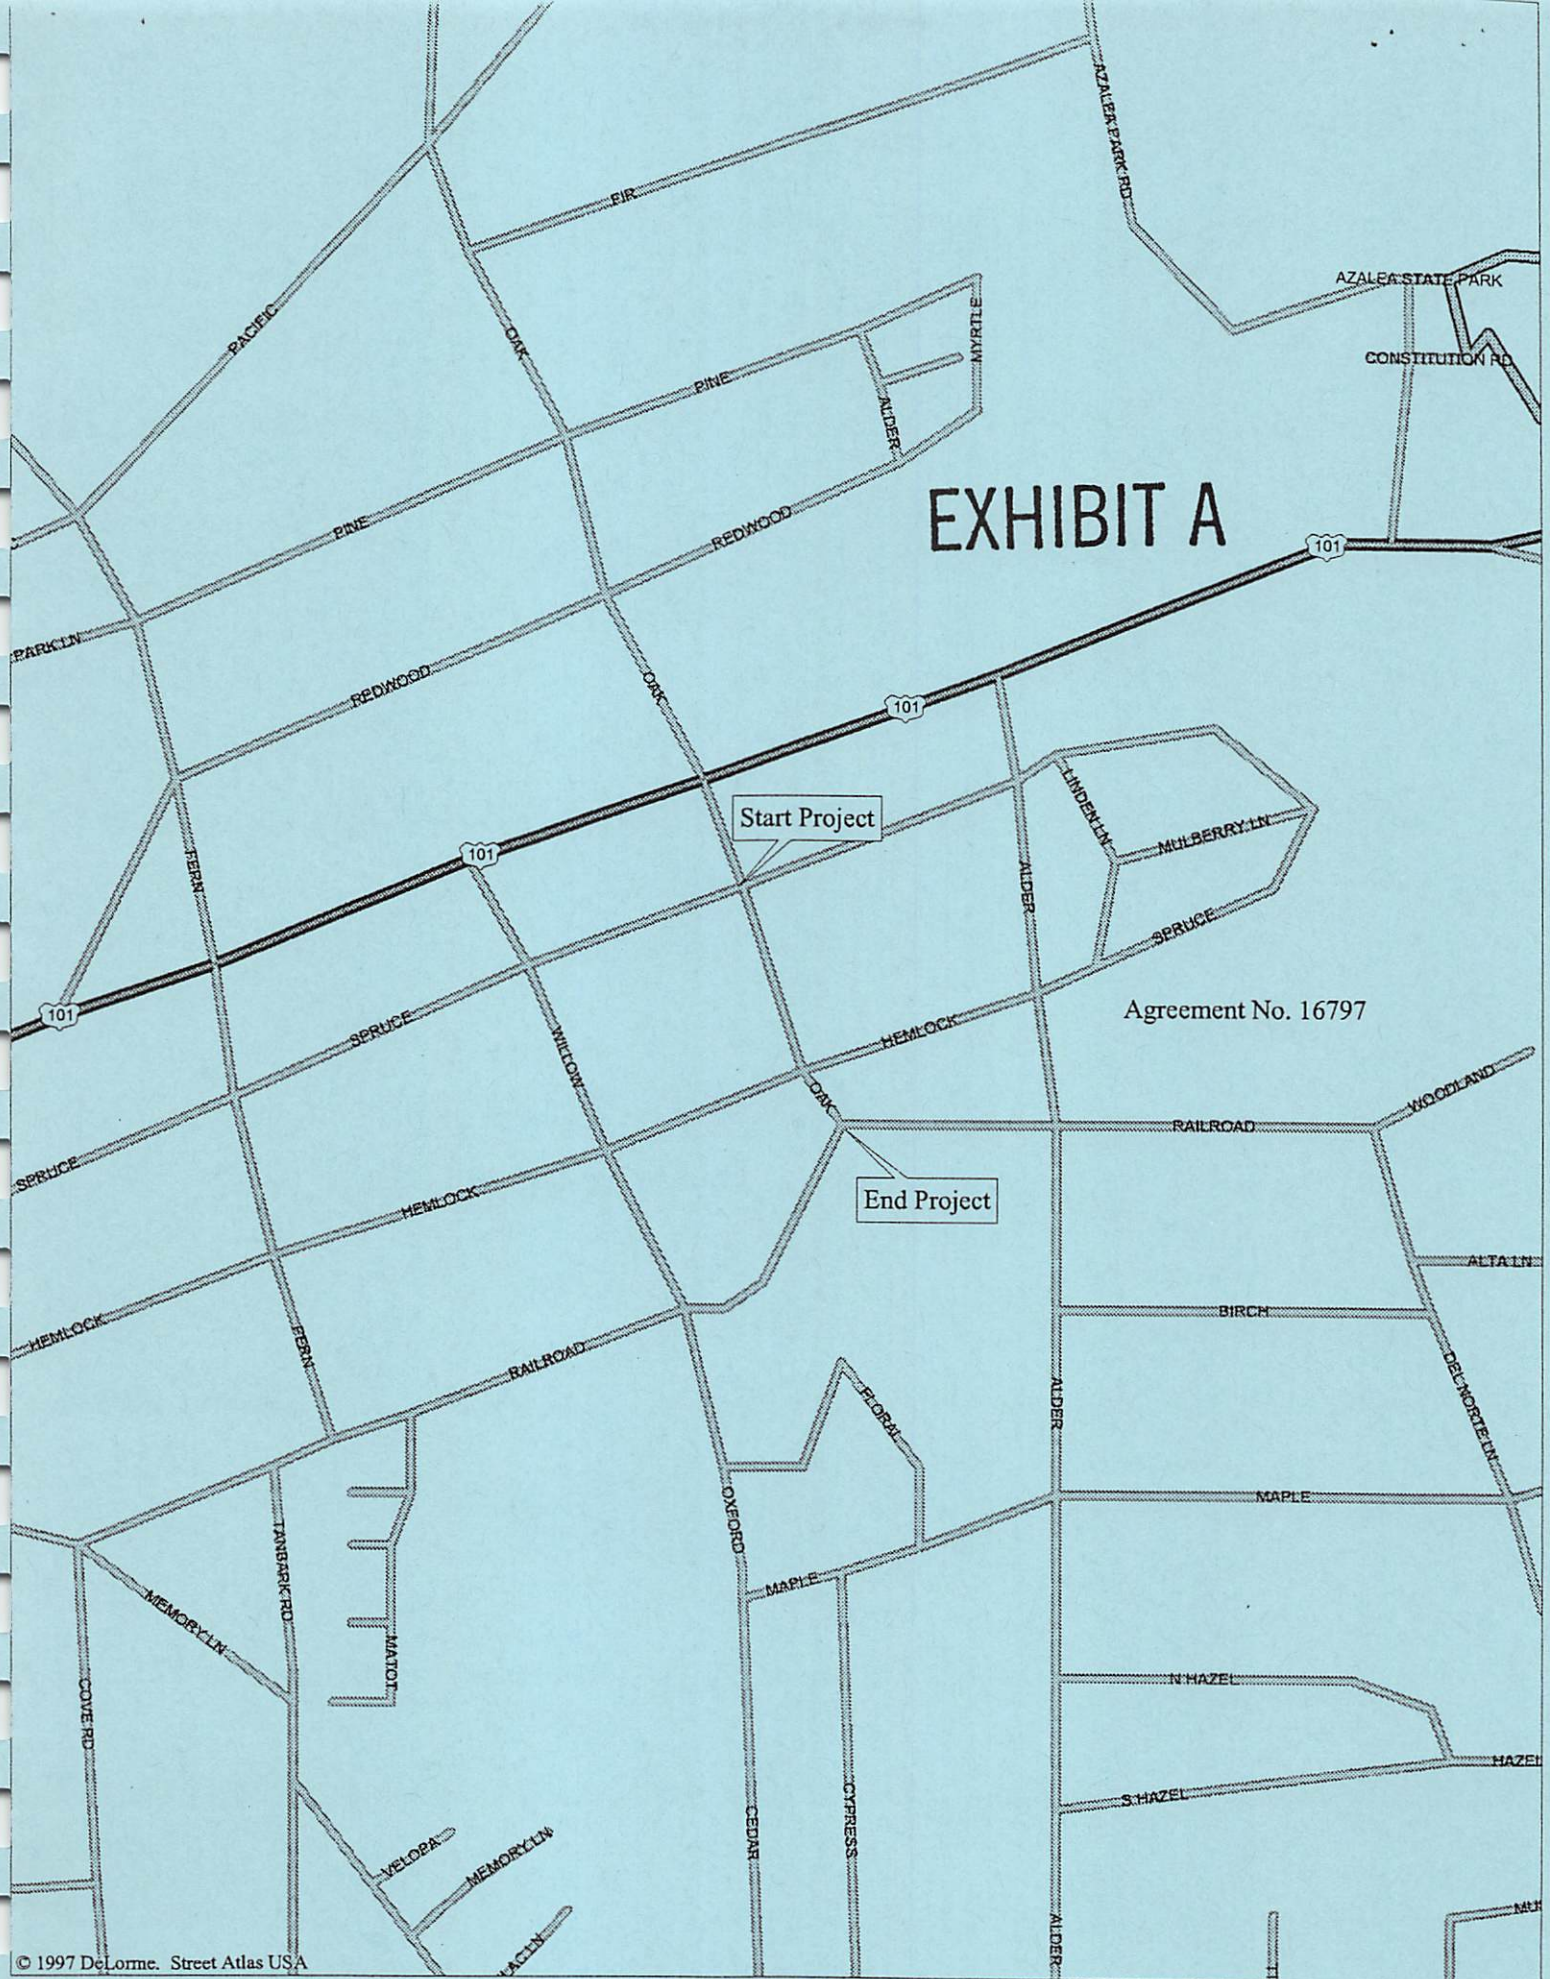 AZALEA PARK RD
FIR
AZALEA STATE PARK
PACIFIC
OAK
MYRTLE
CONSTITUTION RD
PINE
ALDER
EXHIBIT A
PINE
REDWOOD
101
PARK LN
REDWOOD
OAK
101
LINDEN LN
Start Project
MULBERRY LN
101
FERN
ALDER
SPRUCE
101
Agreement No. 16797
SPRUCE
HEMLOCK
WILLOW
OAK
WOODLAND
RAILROAD
SPRUCE
HEMLOCK
End Project
ALTA LN
BIRCH
HEMLOCK
FERN
RAILROAD
FLORAL
ALDER
DEL NORTE LN
MAPLE
OXFORD
TANBARK RD
MAPLE
MEMORY LN
MATOT
COVE RD
N HAZEL
HAZEL
S HAZEL
CEDAR
CYPRESS
VELOPA
MEMORY LN
ALDER
© 1997 DeLorme. Street Atlas USA